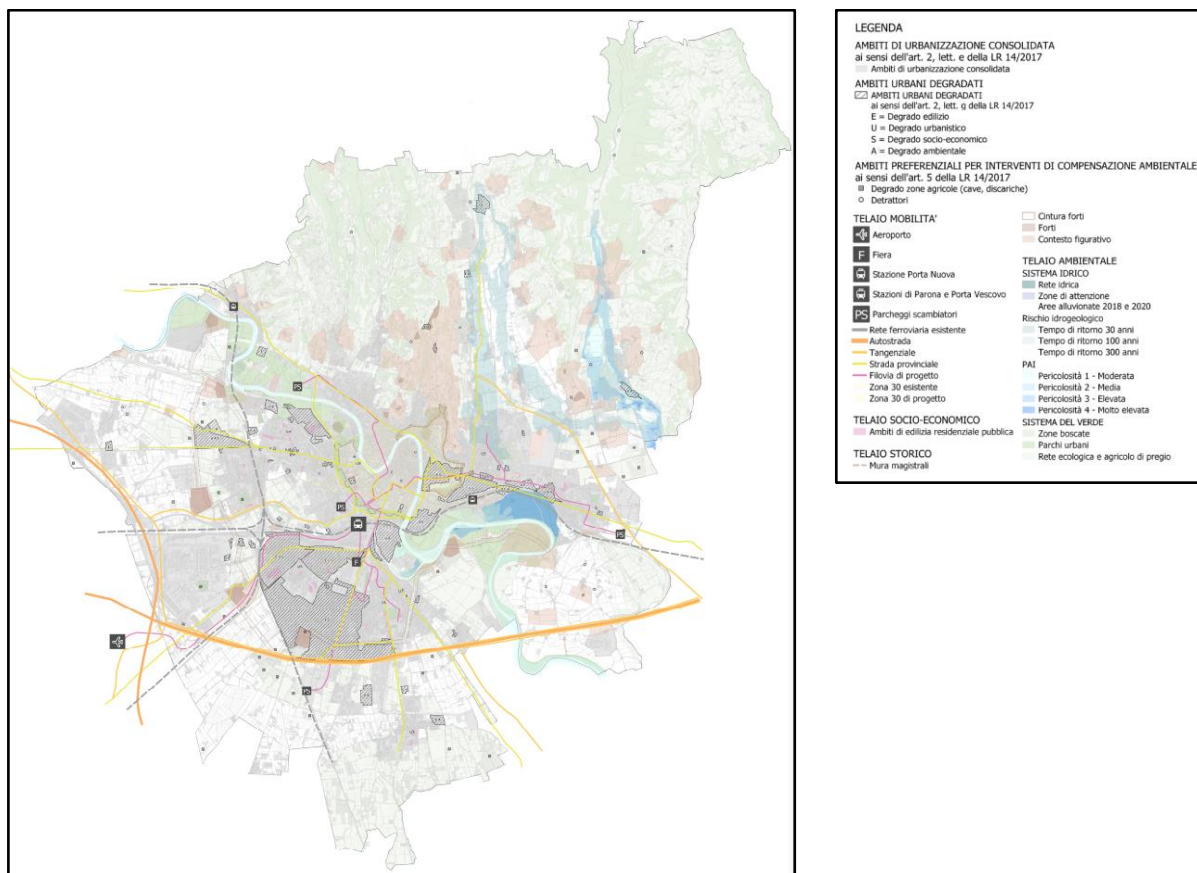 LEGENDA
AMBITI DI URBANIZZAZIONE CONSOLIDATA
ai sensi dell'art. 2, lett. e della LR 14/2017
Ambiti di urbanizzazione consolidata
AMBITI URBANI DEGRADATI
AMBITI URBANI DEGRADATI
ai sensi dell'art. 2, lett. g della LR 14/2017
E = Degrado edilizio
U = Degrado urbanistico
S = Degrado socio-economico
A = Degrado ambientale
AMBITI PREFERENZIALI PER INTERVENTI DI COMPENSAZIONE AMBIENTALE
ai sensi dell'art. 5 della LR 14/2017
Degrado zone agricole (cave, discariche)
Detrattori
TELAIO MOBILITA'
Aeroporto
F Fiera
Stazione Porta Nuova
Stazioni di Parona e Porta Vescovo
PS Parcheggi scambiatori
Rete ferroviaria esistente
Autostrada
Tangenziale
Strada provinciale
Filovia di progetto
Zona 30 esistente
Zona 30 di progetto
TELAIO SOCIO-ECONOMICO
Ambiti di edilizia residenziale pubblica
TELAIO STORICO
Mura magistrali
Cintura forti
Forti
Contesto figurativo
TELAIO AMBIENTALE
SISTEMA IDRICO
Rete idrica
Zone di attenzione
Aree alluvionate 2018 e 2020
Rischio idrogeologico
Tempo di ritorno 30 anni
Tempo di ritorno 100 anni
Tempo di ritorno 300 anni
PAI
Pericolosità 1 - Moderata
Pericolosità 2 - Media
Pericolosità 3 - Elevata
Pericolosità 4 - Molto elevata
SISTEMA DEL VERDE
Zone boscate
Parchi urbani
Rete ecologica e agricolo di pregio
PS
PS
F
PS
PS